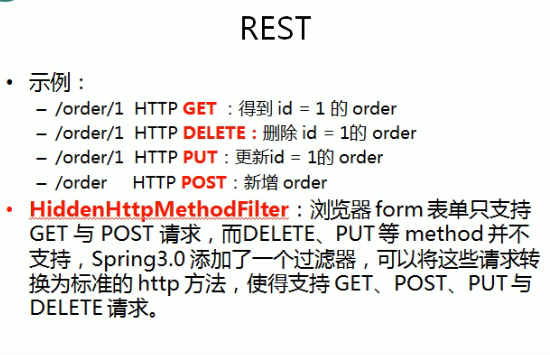 REST
• 示例：
– /order/1 HTTP GET ：得到 id = 1 的 order
– /order/1 HTTP DELETE：删除 id = 1的 order
– /order/1 HTTP PUT：更新id = 1的 order
– /order HTTP POST：新增 order
• HiddenHttpMethodFilter：浏览器 form 表单只支持
GET 与 POST 请求，而DELETE、PUT 等 method 并不
支持，Spring3.0 添加了一个过滤器，可以将这些请求转
换为标准的 http 方法，使得支持 GET、POST、PUT 与
DELETE 请求。